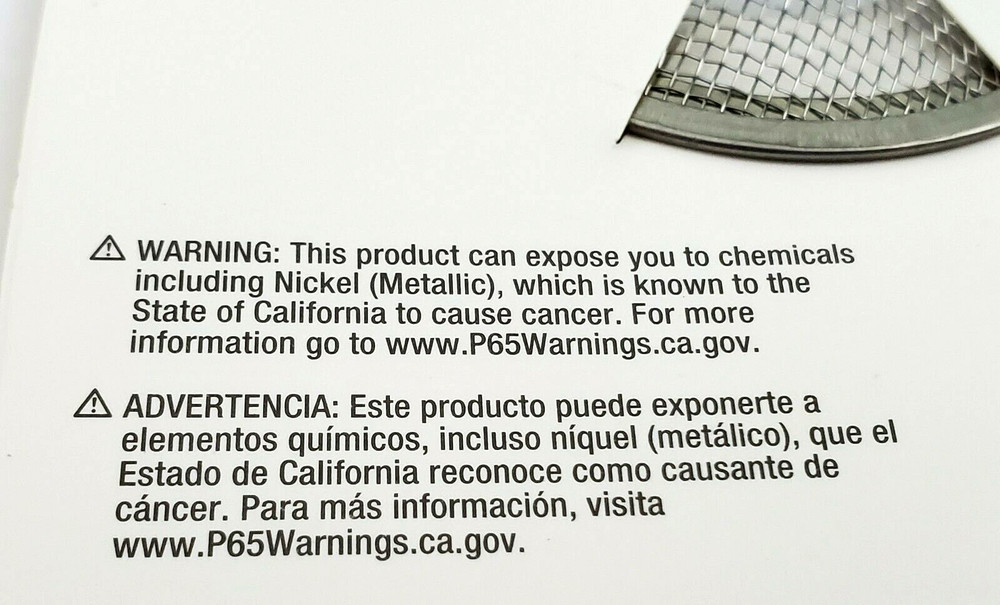 ⚠ WARNING: This product can expose you to chemicals
including Nickel (Metallic), which is known to the
State of California to cause cancer. For more
information go to www.P65Warnings.ca.gov.
⚠ ADVERTENCIA: Este producto puede exponerte a
elementos químicos, incluso níquel (metálico), que el
Estado de California reconoce como causante de
cáncer. Para más información, visita
www.P65Warnings.ca.gov.